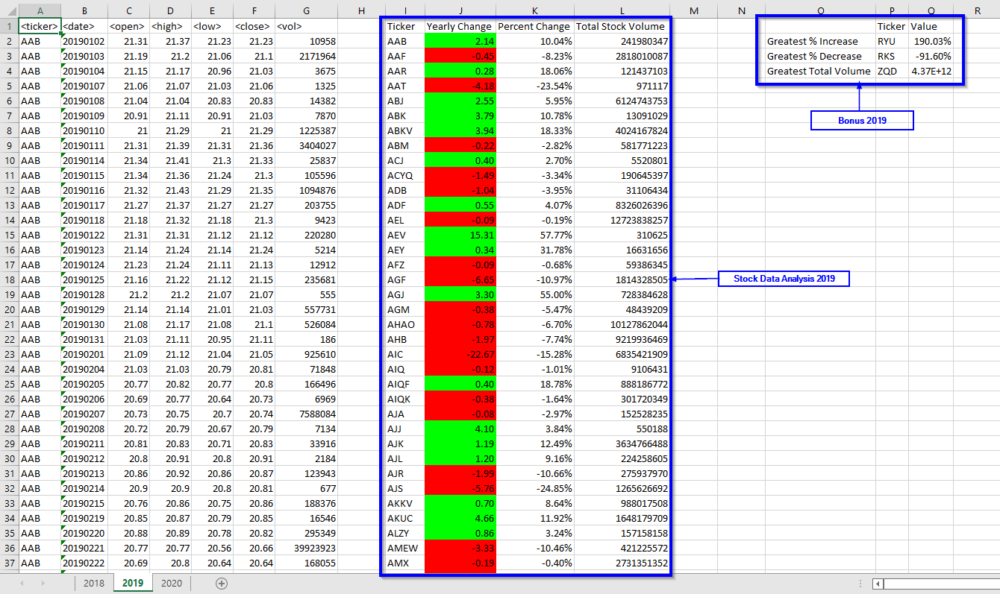 A B C D E F G H I J K L M N O P Q R
1 <ticker> <date> <open> <high> <low> <close> <vol> Ticker Yearly Change Percent Change Total Stock Volume Ticker Value
2 AAB 20190102 21.31 21.37 21.23 21.23 10958 AAB 2.14 10.04% 241980347 Greatest % Increase RYU 190.03%
3 AAB 20190103 21.19 21.2 21.06 21.1 2171964 AAF -0.45 -8.23% 2818010087 Greatest % Decrease RKS -91.60%
4 AAB 20190104 21.15 21.17 20.96 21.03 3675 AAR 0.28 18.06% 121437103 Greatest Total Volume ZQD 4.37E+12
5 AAB 20190107 21.06 21.07 21.03 21.06 1325 AAT -4.18 -23.54% 971117
6 AAB 20190108 21.04 21.04 20.83 20.83 14382 ABJ 2.55 5.95% 6124743753
7 AAB 20190109 20.91 21.11 20.91 21.03 7870 ABK 3.79 10.78% 13091029 Bonus 2019
8 AAB 20190110 21 21.29 21 21.29 1225387 ABKV 3.94 18.33% 4024167824
9 AAB 20190111 21.31 21.39 21.31 21.36 3404027 ABM -0.22 -2.82% 581771223
10 AAB 20190114 21.34 21.41 21.3 21.33 25837 ACJ 0.40 2.70% 5520801
11 AAB 20190115 21.34 21.36 21.24 21.3 105596 ACYQ -1.49 -3.34% 190645397
12 AAB 20190116 21.32 21.43 21.29 21.35 1094876 ADB -1.04 -3.95% 31106434
13 AAB 20190117 21.27 21.37 21.27 21.27 203755 ADF 0.55 4.07% 8326026396
14 AAB 20190118 21.18 21.32 21.18 21.3 9423 AEL -0.09 -0.19% 12723838257
15 AAB 20190122 21.31 21.31 21.12 21.12 220280 AEV 15.31 57.77% 310625
16 AAB 20190123 21.14 21.24 21.14 21.14 5214 AEY 0.34 31.78% 16631656
17 AAB 20190124 21.23 21.24 21.11 21.13 12912 AFZ -0.09 -0.68% 59386345
18 AAB 20190125 21.16 21.22 21.12 21.15 235681 AGF -6.65 -10.97% 1814328505 Stock Data Analysis 2019
19 AAB 20190128 21.2 21.2 21.07 21.07 555 AGJ 3.30 55.00% 728384628
20 AAB 20190129 21.14 21.14 21.01 21.03 557731 AGM -0.38 -5.47% 48439209
21 AAB 20190130 21.08 21.17 21.08 21.1 526084 AHAO -0.78 -6.70% 10127862044
22 AAB 20190131 21.03 21.11 20.95 21.11 186 AHB -1.97 -7.74% 9219936469
23 AAB 20190201 21.09 21.12 21.04 21.05 925610 AIC -22.67 -15.28% 6835421909
24 AAB 20190204 21.03 21.03 20.79 20.81 71848 AIQ -0.12 -1.01% 9106431
25 AAB 20190205 20.77 20.82 20.77 20.8 166496 AIQF 0.40 18.78% 888186772
26 AAB 20190206 20.69 20.77 20.64 20.73 6969 AIQK -0.38 -1.64% 301720349
27 AAB 20190207 20.73 20.75 20.7 20.74 7588084 AJA -0.08 -2.97% 152528235
28 AAB 20190208 20.72 20.79 20.67 20.79 7134 AJJ 4.10 3.84% 550188
29 AAB 20190211 20.81 20.83 20.71 20.83 33916 AJK 1.19 12.49% 3634766488
30 AAB 20190212 20.8 20.91 20.8 20.91 2184 AJL 1.20 9.16% 224258605
31 AAB 20190213 20.86 20.92 20.86 20.87 123943 AJR -1.99 -10.66% 275937970
32 AAB 20190214 20.9 20.9 20.8 20.81 677 AJS -5.76 -24.85% 1265626692
33 AAB 20190215 20.76 20.86 20.75 20.86 188376 AKKV 0.70 8.64% 988017508
34 AAB 20190219 20.85 20.87 20.79 20.85 16546 AKUC 4.66 11.92% 1648179709
35 AAB 20190220 20.88 20.89 20.78 20.82 295349 ALZY 0.86 3.24% 157158158
36 AAB 20190221 20.77 20.77 20.56 20.66 39923923 AMEW -3.33 -10.46% 421225572
37 AAB 20190222 20.69 20.8 20.64 20.64 168055 AMX -0.19 -0.40% 2731351352
2018 2019 2020